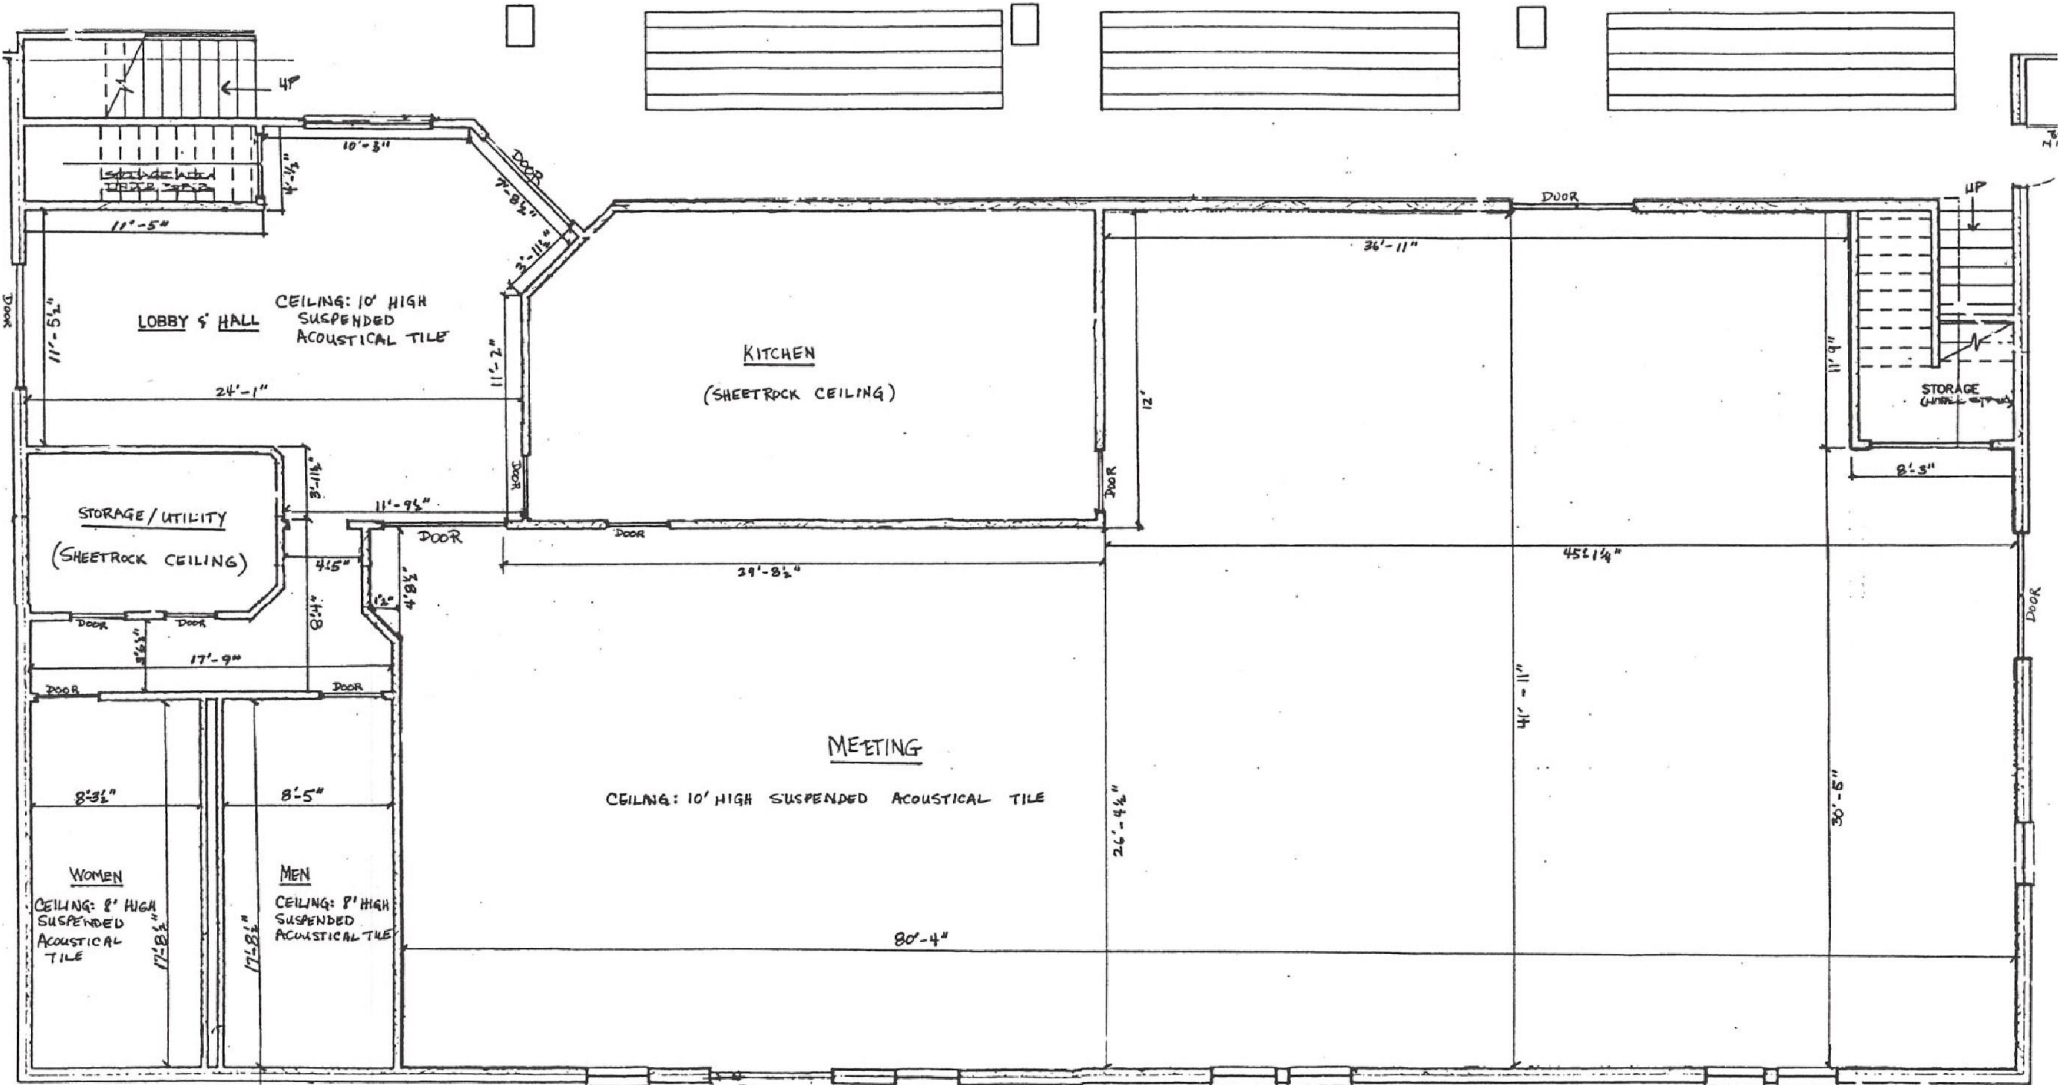 UP
DOOR
10'-3"
4'-1½"
7'-8½"
11'-5"
3'-11½"
DOOR
36'-11"
UP
DOOR
11'-5½"
LOBBY & HALL
CEILING: 10' HIGH
SUSPENDED
ACOUSTICAL TILE
11'-2"
24'-1"
KITCHEN
(SHEETROCK CEILING)
12'
11'-9"
STORAGE
8'-3"
DOOR
DOOR
3'-11½"
11'-9½"
STORAGE/UTILITY
(SHEETROCK CEILING)
DOOR
DOOR
4'-5"
4'8½"
29'-8½"
45'-1¼"
1'2"
8'-4"
DOOR
DOOR
3'6½"
17'-9"
DOOR
DOOR
DOOR
41'-11"
MEETING
CEILING: 10' HIGH SUSPENDED ACOUSTICAL TILE
8'-3½"
8'-5"
26'-4½"
30'-5"
WOMEN
CEILING: 8' HIGH
SUSPENDED
ACOUSTICAL
TILE
17'-8½"
MEN
CEILING: 8' HIGH
SUSPENDED
ACOUSTICAL TILE
17'-8½"
80'-4"